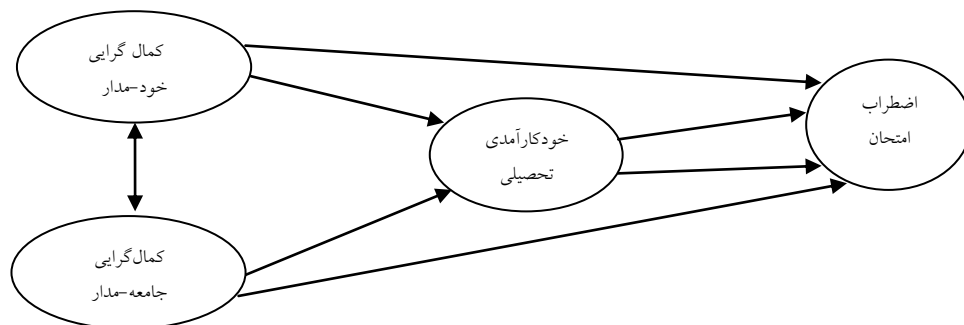 کمال گرایی
خود-مدار
اضطراب
امتحان
خودکارآمدی
تحصیلی
کمال‌گرایی
جامعه-مدار